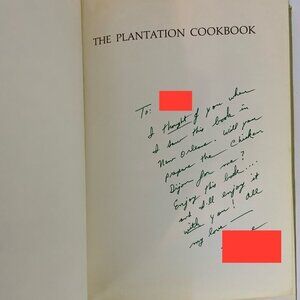 THE PLANTATION COOKBOOK
To:
I thought of you when
I saw this book in
New Orleans. Will you
prepare the Chicken
Dijon for me?
Enjoy this book....
and I'll enjoy it
with you! All
my love —